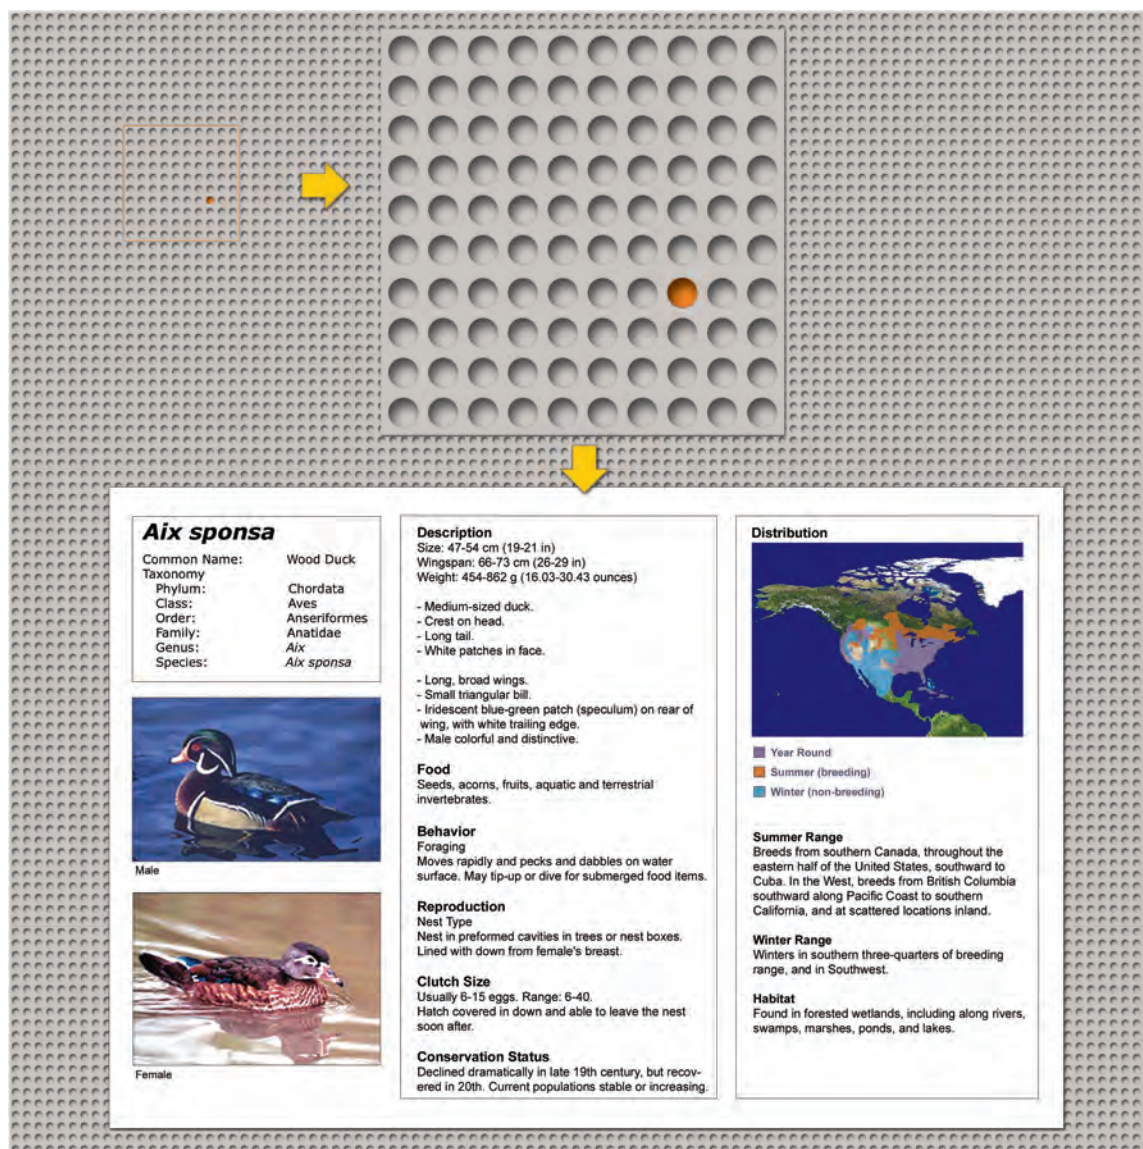 Aix sponsa
Common Name: Wood Duck
Taxonomy
Phylum: Chordata
Class: Aves
Order: Anseriformes
Family: Anatidae
Genus: Aix
Species: Aix sponsa
Male
Female
Description
Size: 47-54 cm (19-21 in)
Wingspan: 66-73 cm (26-29 in)
Weight: 454-862 g (16.03-30.43 ounces)
- Medium-sized duck.
- Crest on head.
- Long tail.
- White patches in face.
- Long, broad wings.
- Small triangular bill.
- Iridescent blue-green patch (speculum) on rear of
wing, with white trailing edge.
- Male colorful and distinctive.
Food
Seeds, acorns, fruits, aquatic and terrestrial
invertebrates.
Behavior
Foraging
Moves rapidly and pecks and dabbles on water
surface. May tip-up or dive for submerged food items.
Reproduction
Nest Type
Nest in preformed cavities in trees or nest boxes.
Lined with down from female's breast.
Clutch Size
Usually 6-15 eggs. Range: 6-40.
Hatch covered in down and able to leave the nest
soon after.
Conservation Status
Declined dramatically in late 19th century, but recov-
ered in 20th. Current populations stable or increasing.
Distribution
Year Round
Summer (breeding)
Winter (non-breeding)
Summer Range
Breeds from southern Canada, throughout the
eastern half of the United States, southward to
Cuba. In the West, breeds from British Columbia
southward along Pacific Coast to southern
California, and at scattered locations inland.
Winter Range
Winters in southern three-quarters of breeding
range, and in Southwest.
Habitat
Found in forested wetlands, including along rivers,
swamps, marshes, ponds, and lakes.